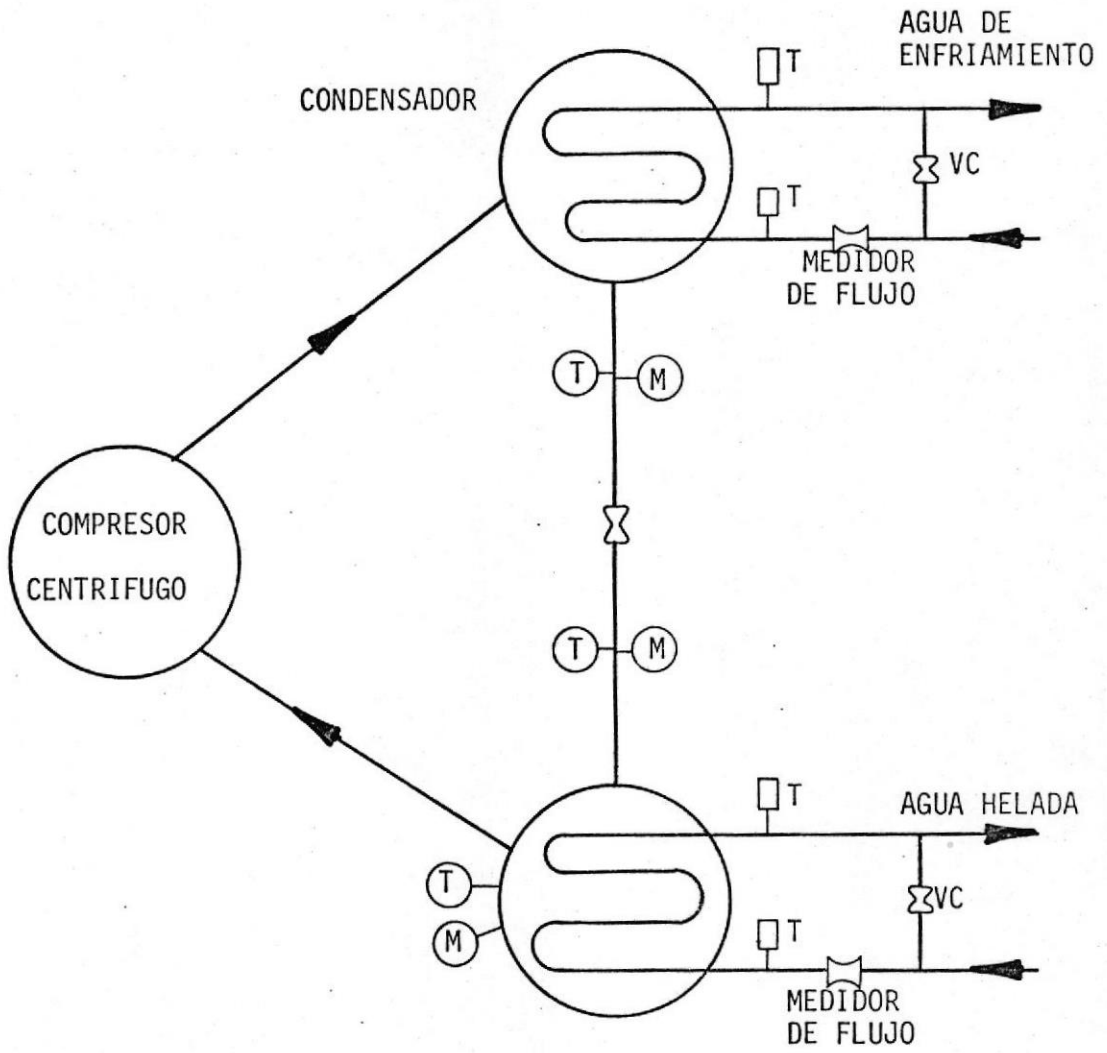 AGUA DE
ENFRIAMIENTO
T
CONDENSADOR
T
VC
MEDIDOR
DE FLUJO
T
M
COMPRESOR
CENTRIFUGO
T
M
T
AGUA HELADA
T
VC
T
M
MEDIDOR
DE FLUJO